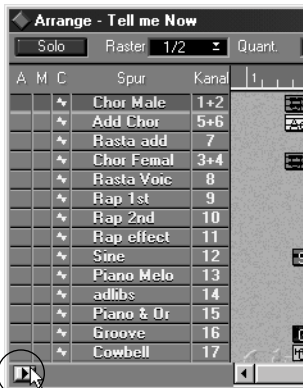 Arrange - Tell me Now
Solo Raster 1/2 Quant.
A M C Spur Kanal 1
Chor Male 1+2
Add Chor 5+6
Rasta add 7
Chor Femal 3+4
Rasta Voic 8
Rap 1st 9
Rap 2nd 10
Rap effect 11
Sine 12
Piano Melo 13
adlibs 14
Piano & Or 15
Groove 16
Cowbell 17